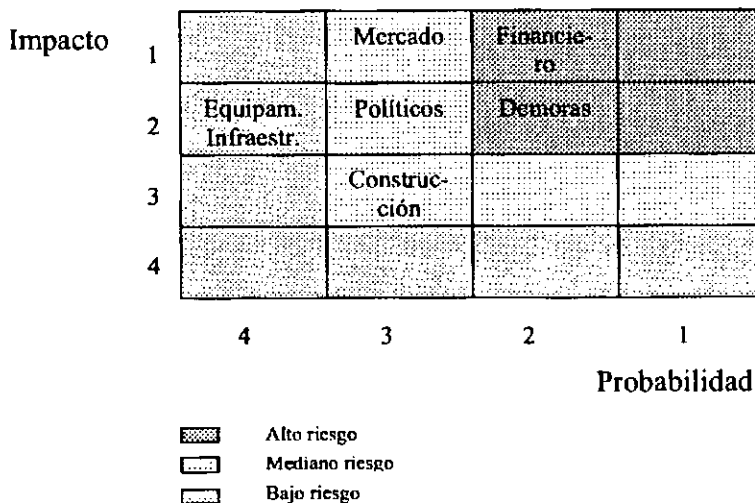 Impacto
1
Mercado
Financie-
ro
2
Equipam.
Infraestr.
Políticos
Demoras
3
Construc-
ción
4
4
3
2
1
Probabilidad
Alto riesgo
Mediano riesgo
Bajo riesgo